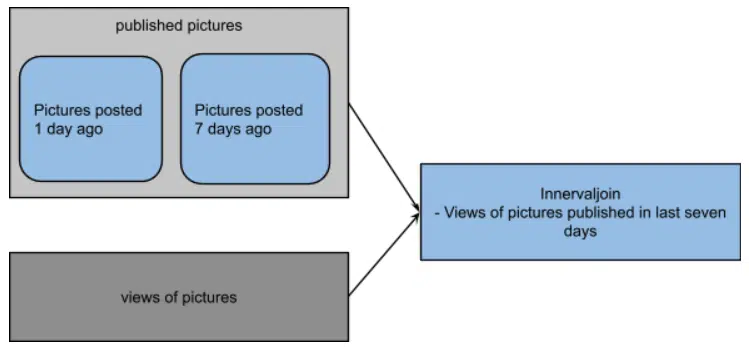 published pictures
Pictures posted
1 day ago
Pictures posted
7 days ago
Innervaljoin
- Views of pictures published in last seven
days
views of pictures